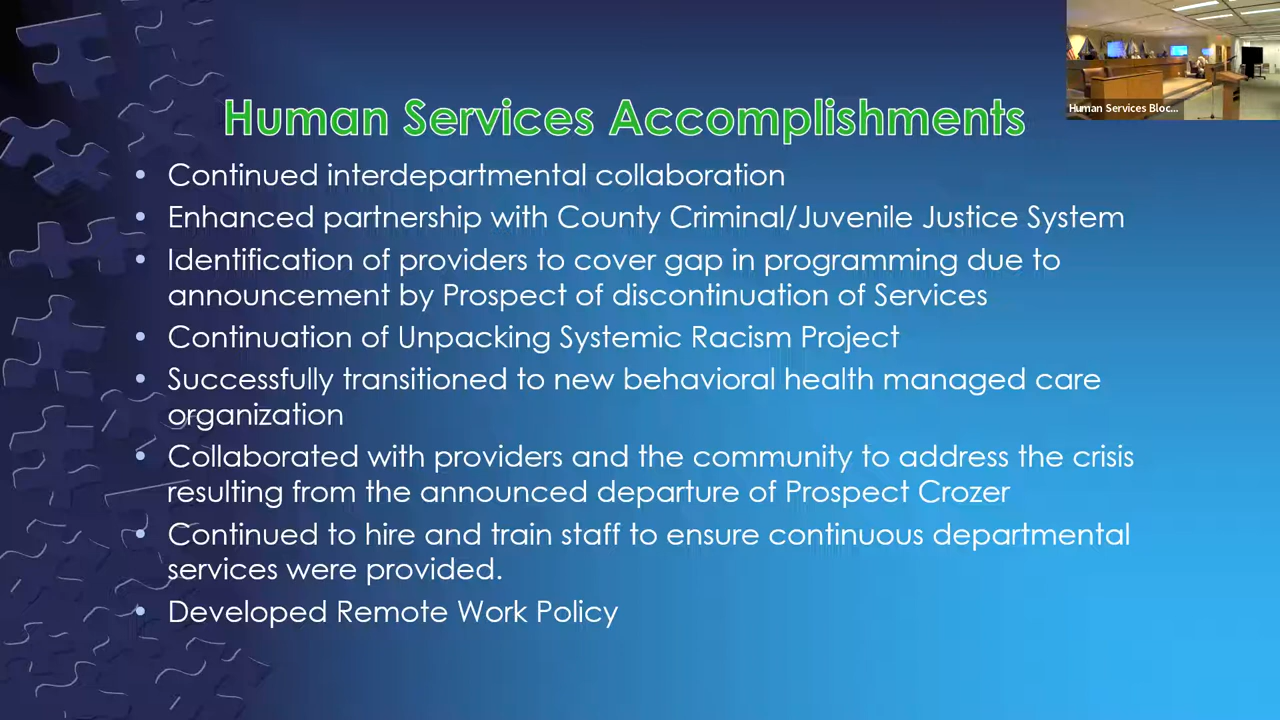 Human Services Bloc...
Human Services Accomplishments
• Continued interdepartmental collaboration
• Enhanced partnership with County Criminal/Juvenile Justice System
• Identification of providers to cover gap in programming due to
announcement by Prospect of discontinuation of Services
• Continuation of Unpacking Systemic Racism Project
• Successfully transitioned to new behavioral health managed care
organization
• Collaborated with providers and the community to address the crisis
resulting from the announced departure of Prospect Crozer
• Continued to hire and train staff to ensure continuous departmental
services were provided.
• Developed Remote Work Policy